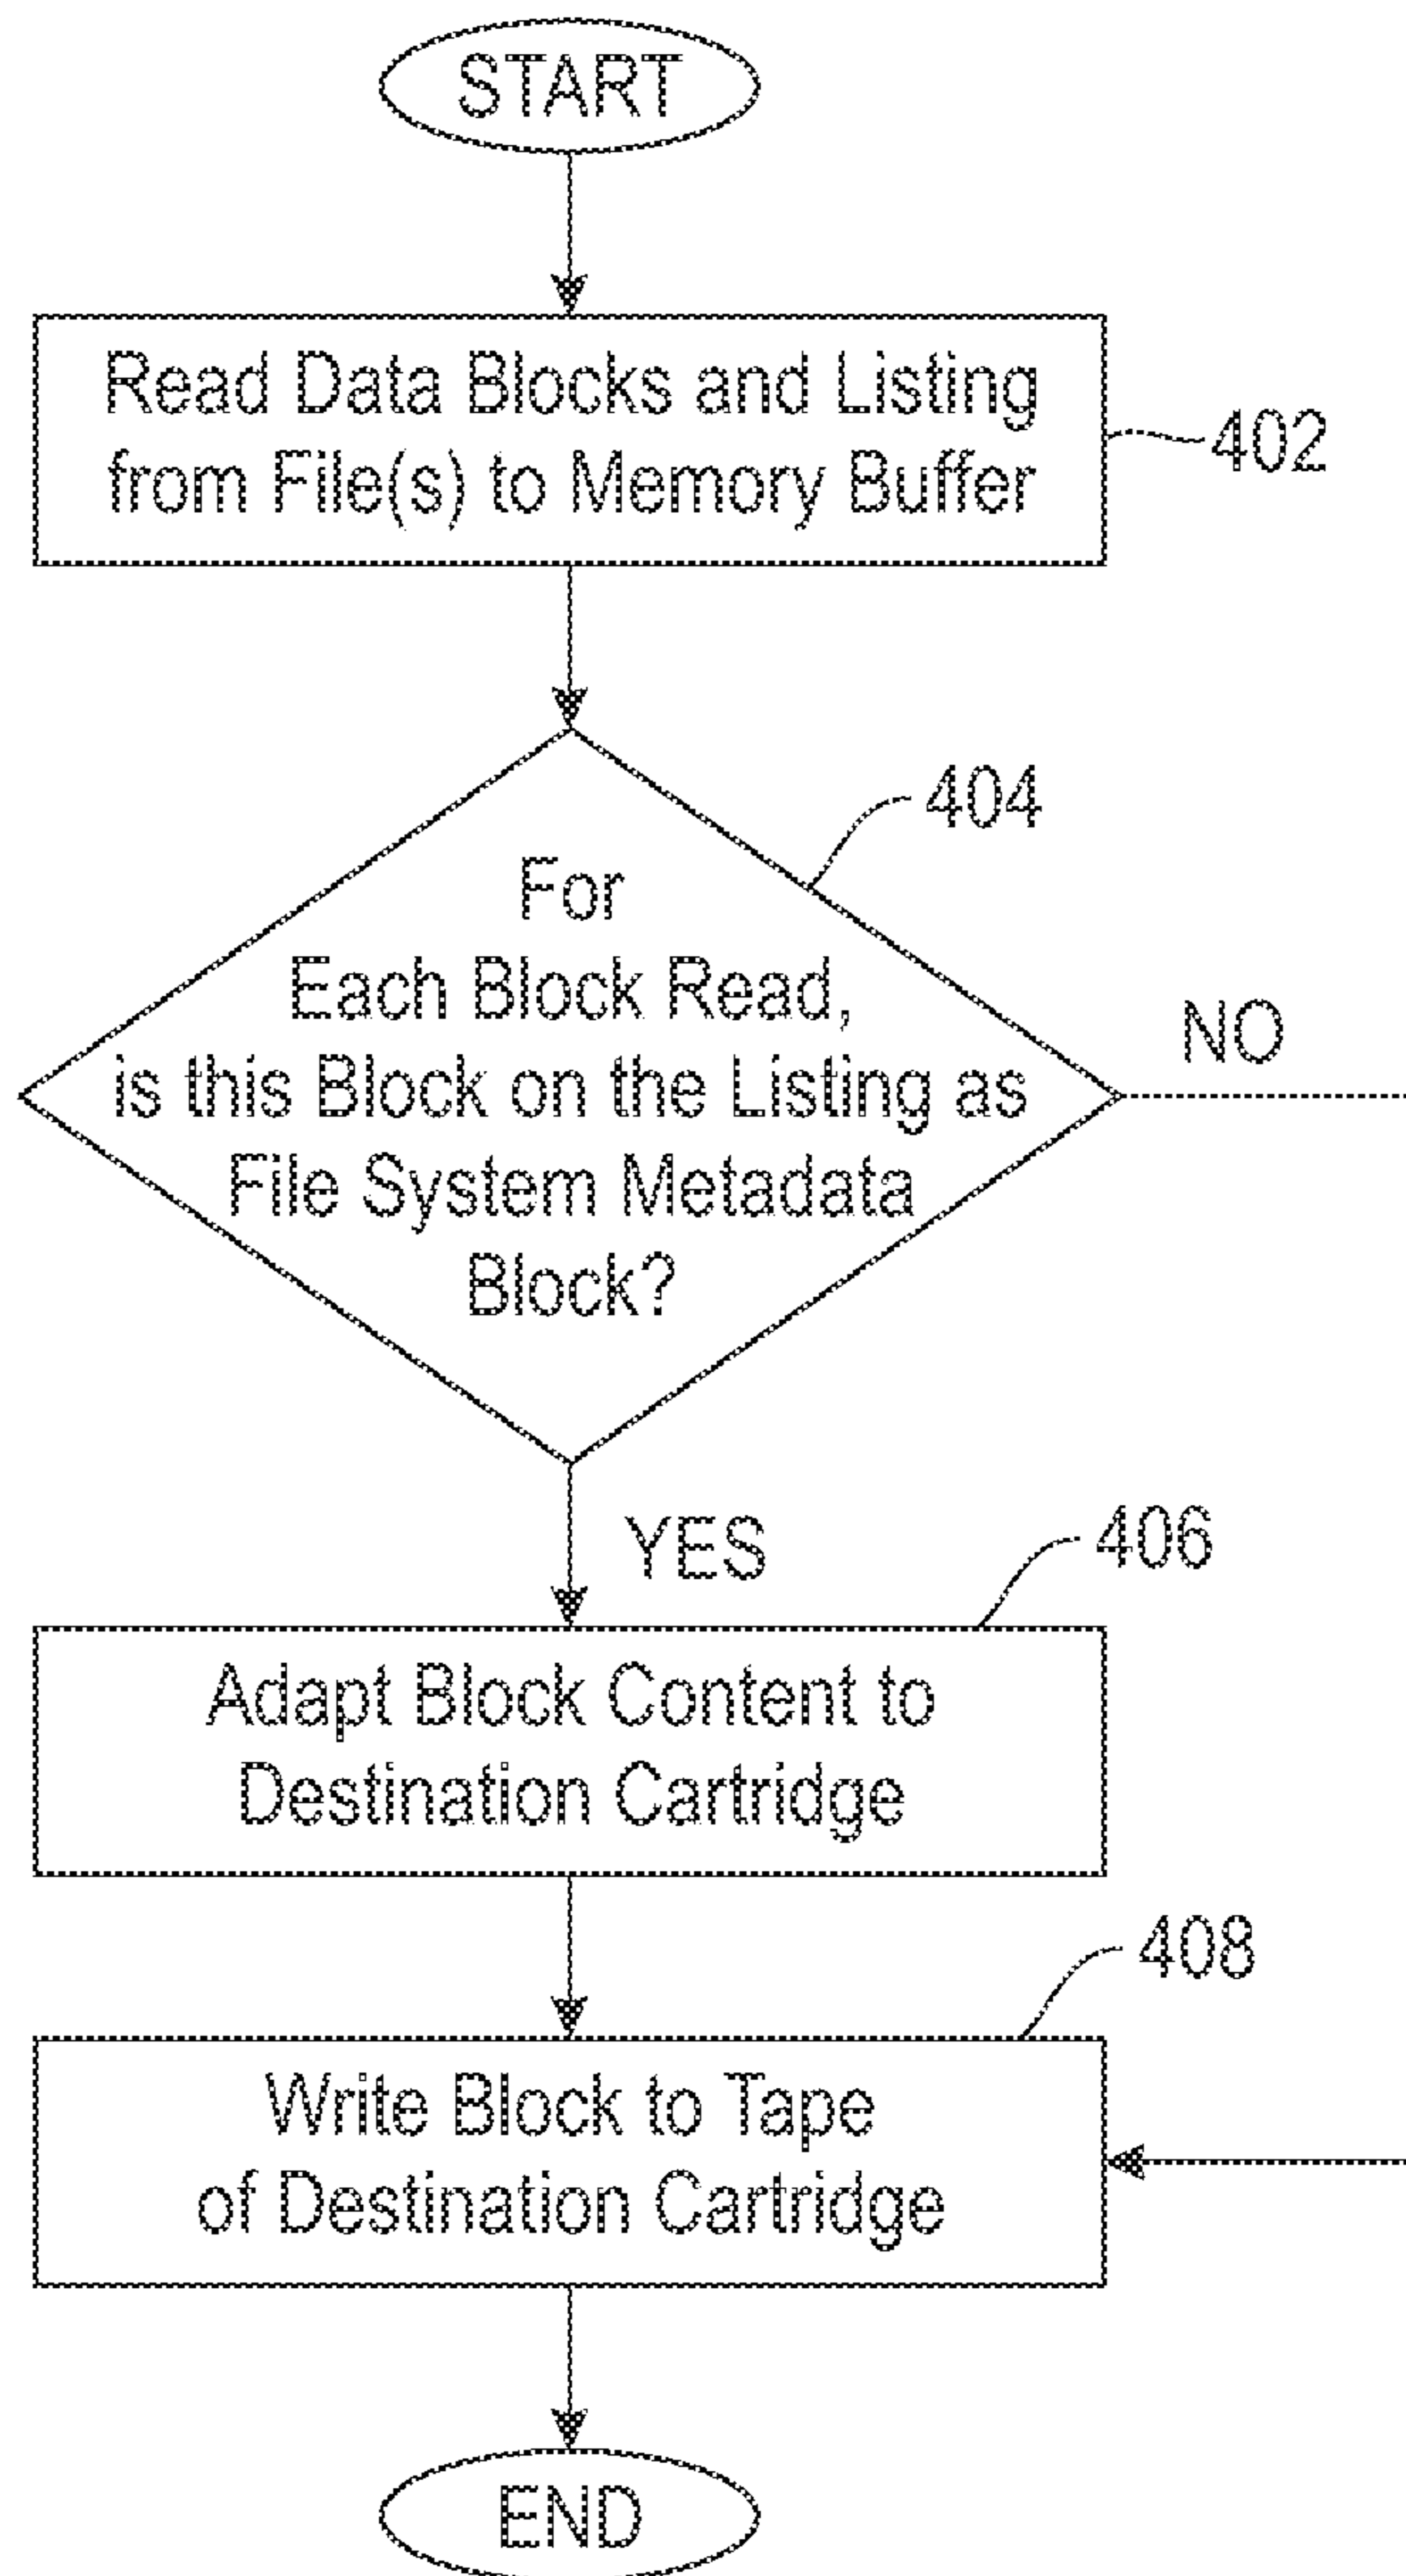 START
Read Data Blocks and Listing
from File(s) to Memory Buffer
402
404
For
Each Block Read,
is this Block on the Listing as
File System Metadata
Block?
NO
YES
406
Adapt Block Content to
Destination Cartridge
408
Write Block to Tape
of Destination Cartridge
END